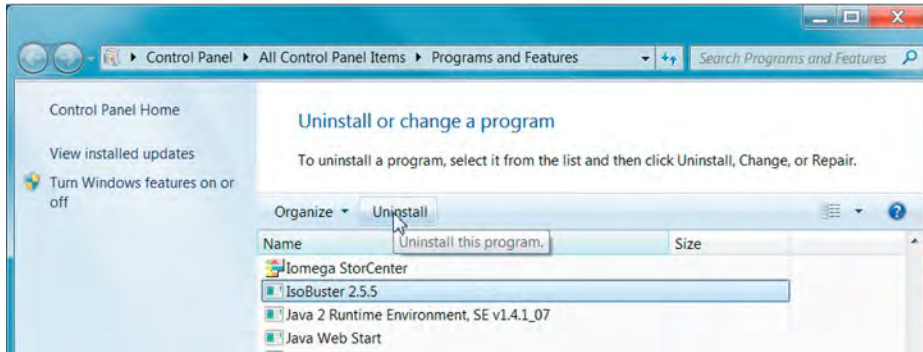 Control Panel All Control Panel Items Programs and Features
Search Programs and Features
Control Panel Home
View installed updates
Turn Windows features on or
off
Uninstall or change a program
To uninstall a program, select it from the list and then click Uninstall, Change, or Repair.
Organize Uninstall
Uninstall this program.
Name Size
Iomega StorCenter
IsoBuster 2.5.5
Java 2 Runtime Environment, SE v1.4.1_07
Java Web Start